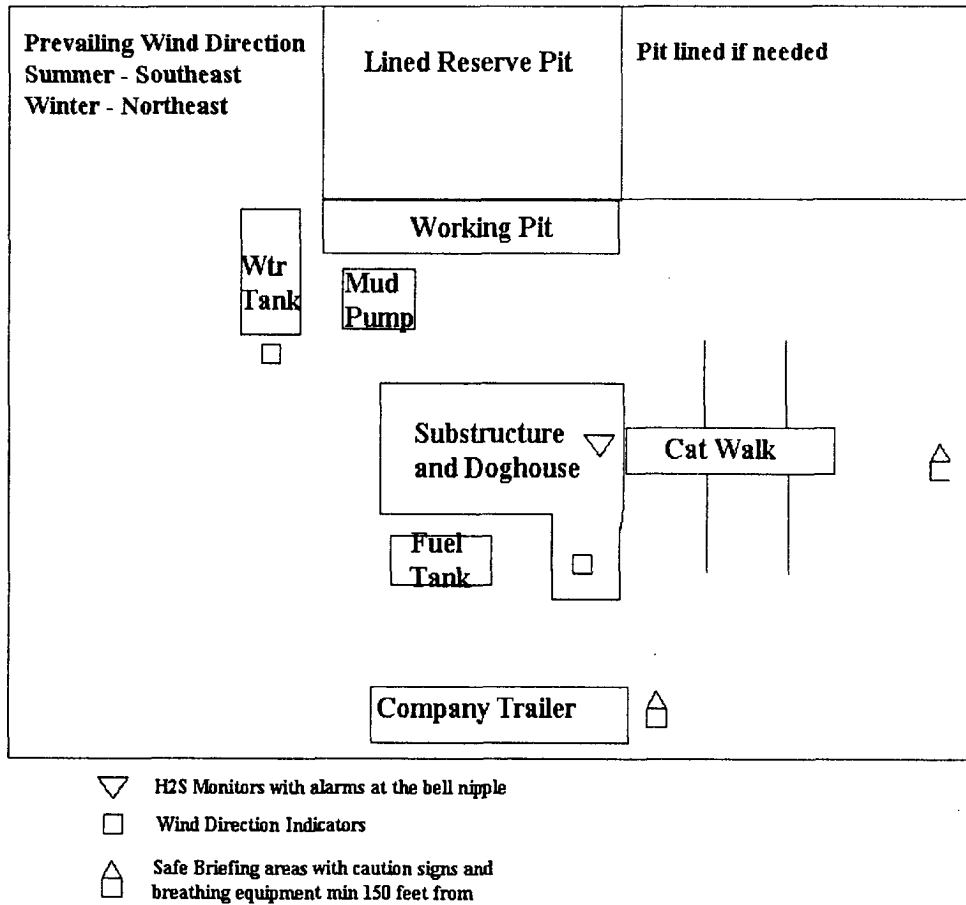 Prevailing Wind Direction
Summer - Southeast
Winter - Northeast
Lined Reserve Pit
Pit lined if needed
Working Pit
Wtr
Tank
Mud
Pump
Substructure
and Doghouse
Cat Walk
Fuel
Tank
Company Trailer
H2S Monitors with alarms at the bell nipple
Wind Direction Indicators
Safe Briefing areas with caution signs and
breathing equipment min 150 feet from